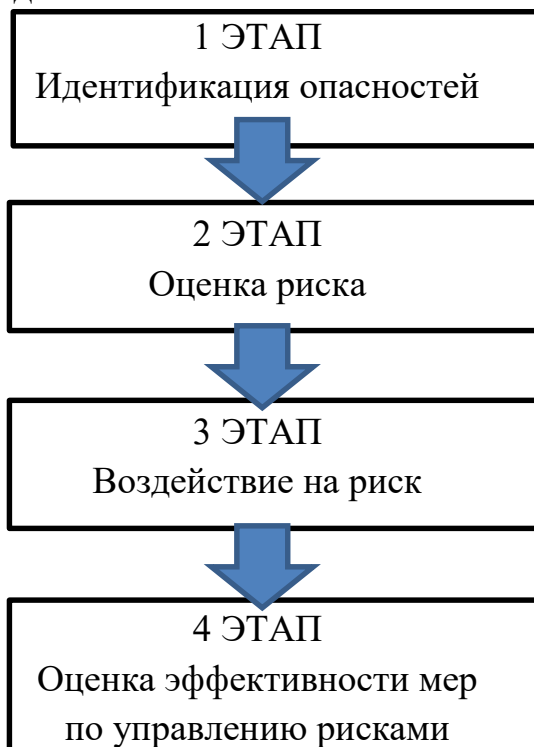 1 ЭТАП
Идентификация опасностей
2 ЭТАП
Оценка риска
3 ЭТАП
Воздействие на риск
4 ЭТАП
Оценка эффективности мер
по управлению рисками